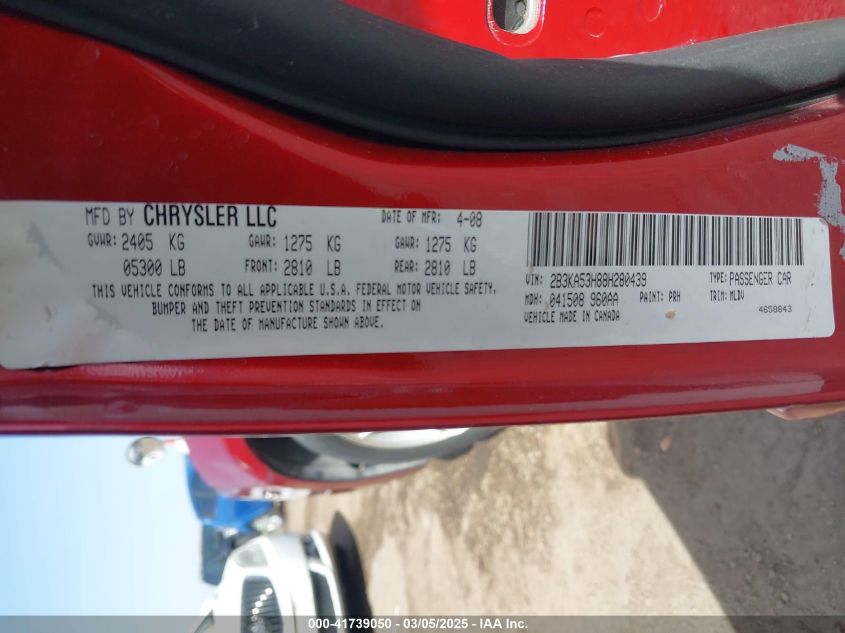 MFD BY CHRYSLER LLC DATE OF MFR: 4-08
GVWR: 2405 KG GAWR: 1275 KG GAWR: 1275 KG
05300 LB FRONT: 2810 LB REAR: 2810 LB
THIS VEHICLE CONFORMS TO ALL APPLICABLE U.S.A. FEDERAL MOTOR VEHICLE SAFETY,
BUMPER AND THEFT PREVENTION STANDARDS IN EFFECT ON
THE DATE OF MANUFACTURE SHOWN ABOVE.
VIN: 2B3KA53H88H280439 TYPE: PASSENGER CAR
MDH: 041508 960AA PAINT: PRH TRIM: MLDV
VEHICLE MADE IN CANADA 4658843
000-41739050 - 03/05/2025 - IAA Inc.